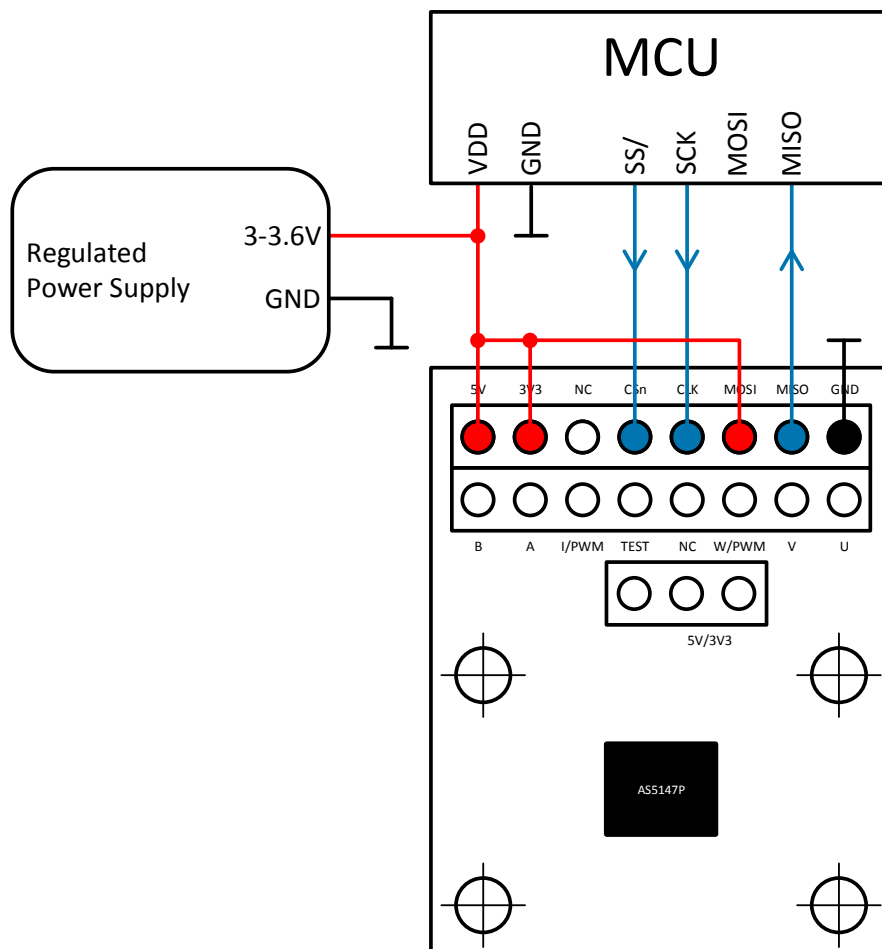 MCU
VDD
GND
SS/
SCK
MOSI
MISO
3-3.6V
Regulated
Power Supply
GND
5V 3V3 NC CSn CLK MOSI MISO GND
B A I/PWM TEST NC W/PWM V U
5V/3V3
AS5147P